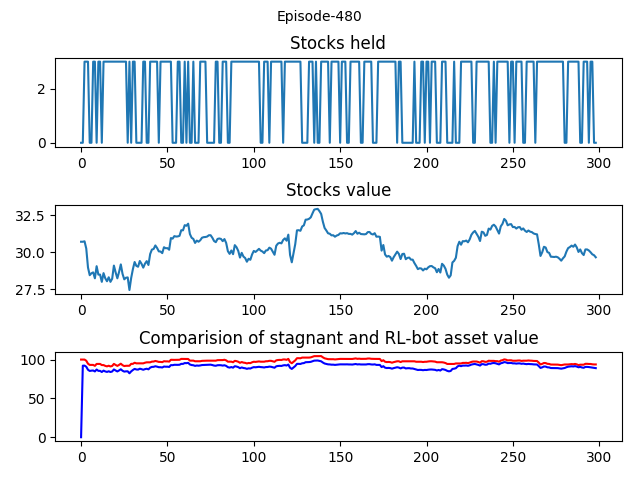 Episode-480
Stocks held
2
0
0 50 100 150 200 250 300
Stocks value
32.5
30.0
27.5
0 50 100 150 200 250 300
Comparision of stagnant and RL-bot asset value
100
50
0
0 50 100 150 200 250 300